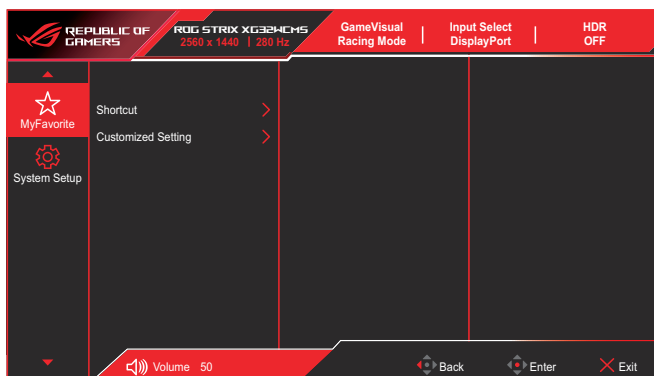 REPUBLIC OF
GAMERS
ROG STRIX XG32WCMS
2560 x 1440 | 280 Hz
GameVisual
Racing Mode
Input Select
DisplayPort
HDR
OFF
MyFavorite
System Setup
Shortcut
Customized Setting
Volume 50
Back
Enter
Exit